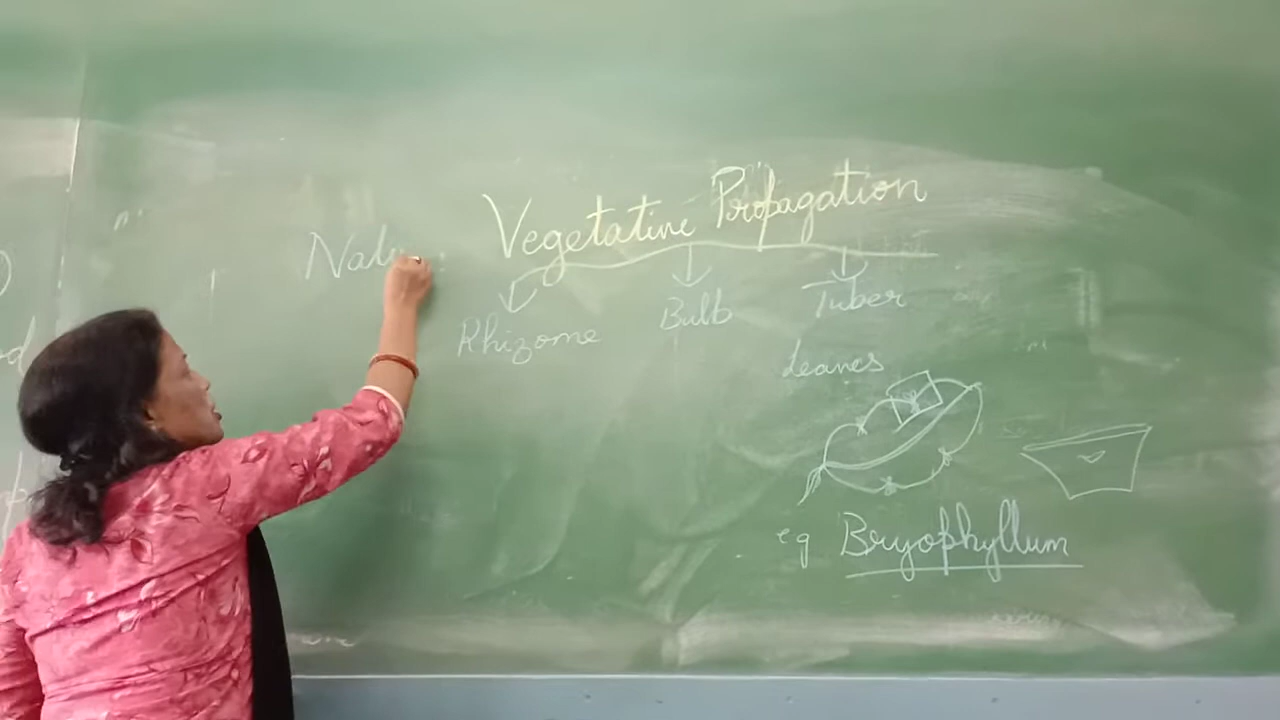 Vegetative Propagation
Rhizome Bulb Tuber
Leaves
eg Bryophyllum